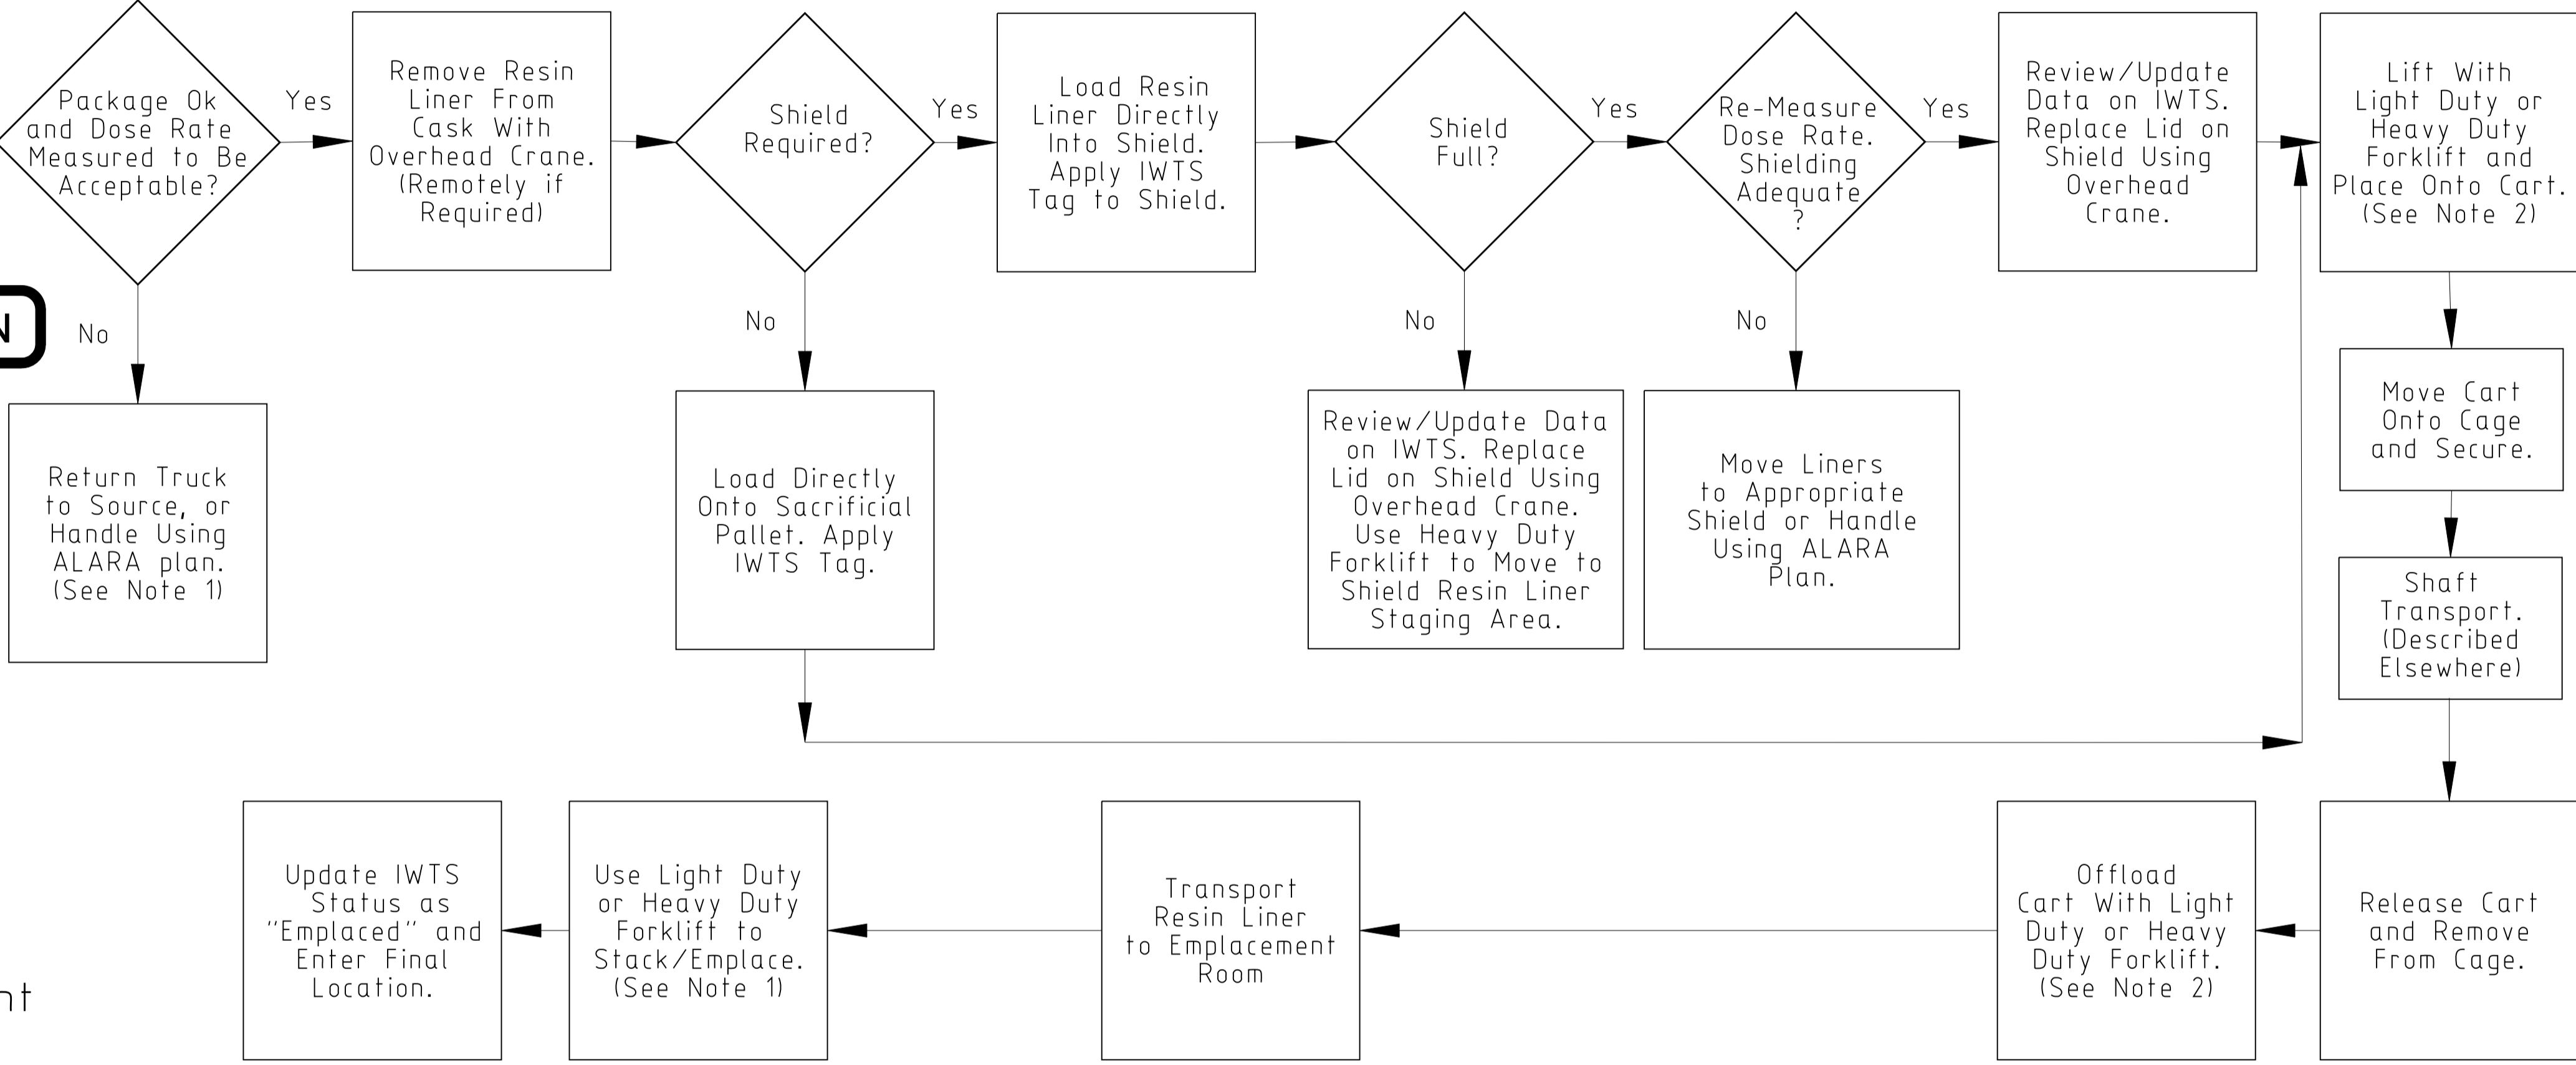 Package Ok
and Dose Rate
Measured to Be
Acceptable?
Yes
Remove Resin
Liner From
Cask With
Overhead Crane.
(Remotely if
Required)
Shield
Required?
Yes
Load Resin
Liner Directly
Into Shield.
Apply IWTS
Tag to Shield.
Shield
Full?
Yes
Re-Measure
Dose Rate.
Shielding
Adequate
?
Yes
Review/Update
Data on IWTS.
Replace Lid on
Shield Using
Overhead
Crane.
Lift With
Light Duty or
Heavy Duty
Forklift and
Place Onto Cart.
(See Note 2)
N
No
No
No
No
Return Truck
to Source, or
Handle Using
ALARA plan.
(See Note 1)
Load Directly
Onto Sacrificial
Pallet. Apply
IWTS Tag.
Review/Update Data
on IWTS. Replace
Lid on Shield Using
Overhead Crane.
Use Heavy Duty
Forklift to Move to
Shield Resin Liner
Staging Area.
Move Liners
to Appropriate
Shield or Handle
Using ALARA
Plan.
Move Cart
Onto Cage
and Secure.
Shaft
Transport.
(Described
Elsewhere)
Update IWTS
Status as
"Emplaced" and
Enter Final
Location.
Use Light Duty
or Heavy Duty
Forklift to
Stack/Emplace.
(See Note 1)
Transport
Resin Liner
to Emplacement
Room
Offload
Cart With Light
Duty or Heavy
Duty Forklift.
(See Note 2)
Release Cart
and Remove
From Cage.
nt